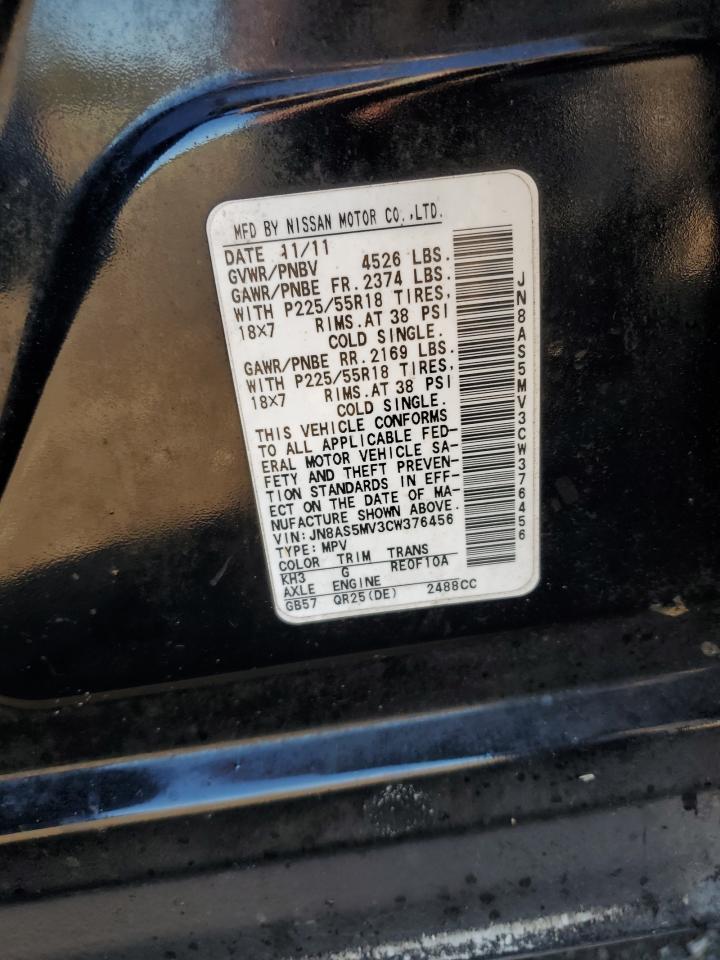 MFD BY NISSAN MOTOR CO.,LTD.
DATE 11/11
GVWR/PNBV 4526 LBS.
GAWR/PNBE FR. 2374 LBS.
WITH P225/55R18 TIRES,
18X7 RIMS.AT 38 PSI
COLD SINGLE.
GAWR/PNBE RR. 2169 LBS.
WITH P225/55R18 TIRES,
18X7 RIMS.AT 38 PSI
COLD SINGLE.
THIS VEHICLE CONFORMS
TO ALL APPLICABLE FED-
ERAL MOTOR VEHICLE SA-
FETY AND THEFT PREVEN-
TION STANDARDS IN EFF-
ECT ON THE DATE OF MA-
NUFACTURE SHOWN ABOVE.
VIN: JN8AS5MV3CW376456
TYPE: MPV
COLOR TRIM TRANS
KH3 G RE0F10A
AXLE ENGINE
GB57 QR25(DE) 2488CC
JN8AS5MV3CW376456